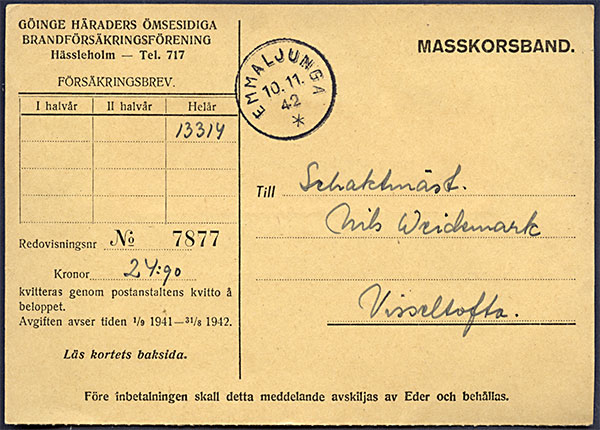 GÖINGE HÄRADERS ÖMSESIDIGA
BRANDFÖRSÄKRINGSFÖRENING
Hässleholm — Tel. 717
FÖRSÄKRINGSBREV.
I halvår II halvår Helår
13314
Redovisningsnr № 7877
Kronor 24:90
kvitteras genom postanstaltens kvitto å
beloppet.
Avgiften avser tiden 1/9 1941—31/8 1942.
Läs kortets baksida.
EMMALJUNGA
10.11.
42
*
MASSKORSBAND.
Till Schaktmäst.
Nils Weidemark
Visseltofta.
Före inbetalningen skall detta meddelande avskiljas av Eder och behållas.